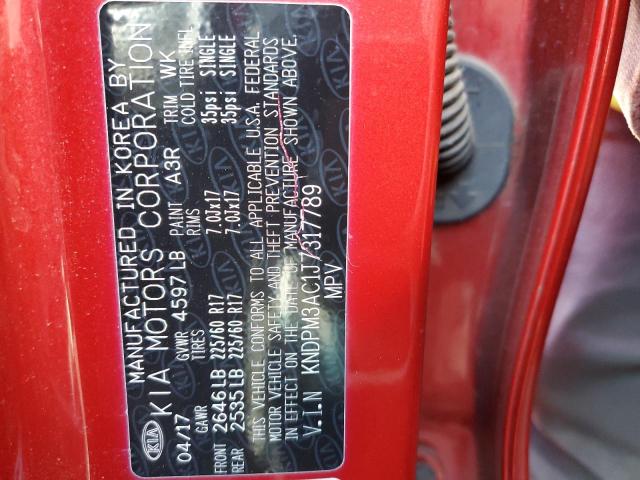 MANUFACTURED IN KOREA BY
KIA KIA MOTORS CORPORATION
04/17 GVWR 4597LB PAINT A3R TRIM WK
GAWR TIRES RIMS COLD TIRE INFL.
FRONT 2646LB 225/60 R17 7.0Jx17 35psi SINGLE
REAR 2535LB 225/60 R17 7.0Jx17 35psi SINGLE
THIS VEHICLE CONFORMS TO ALL APPLICABLE U.S.A. FEDERAL
MOTOR VEHICLE SAFETY AND THEFT PREVENTION STANDARDS
IN EFFECT ON THE DATE OF MANUFACTURE SHOWN ABOVE.
V.I.N KNDPM3AC1J7317789
MPV